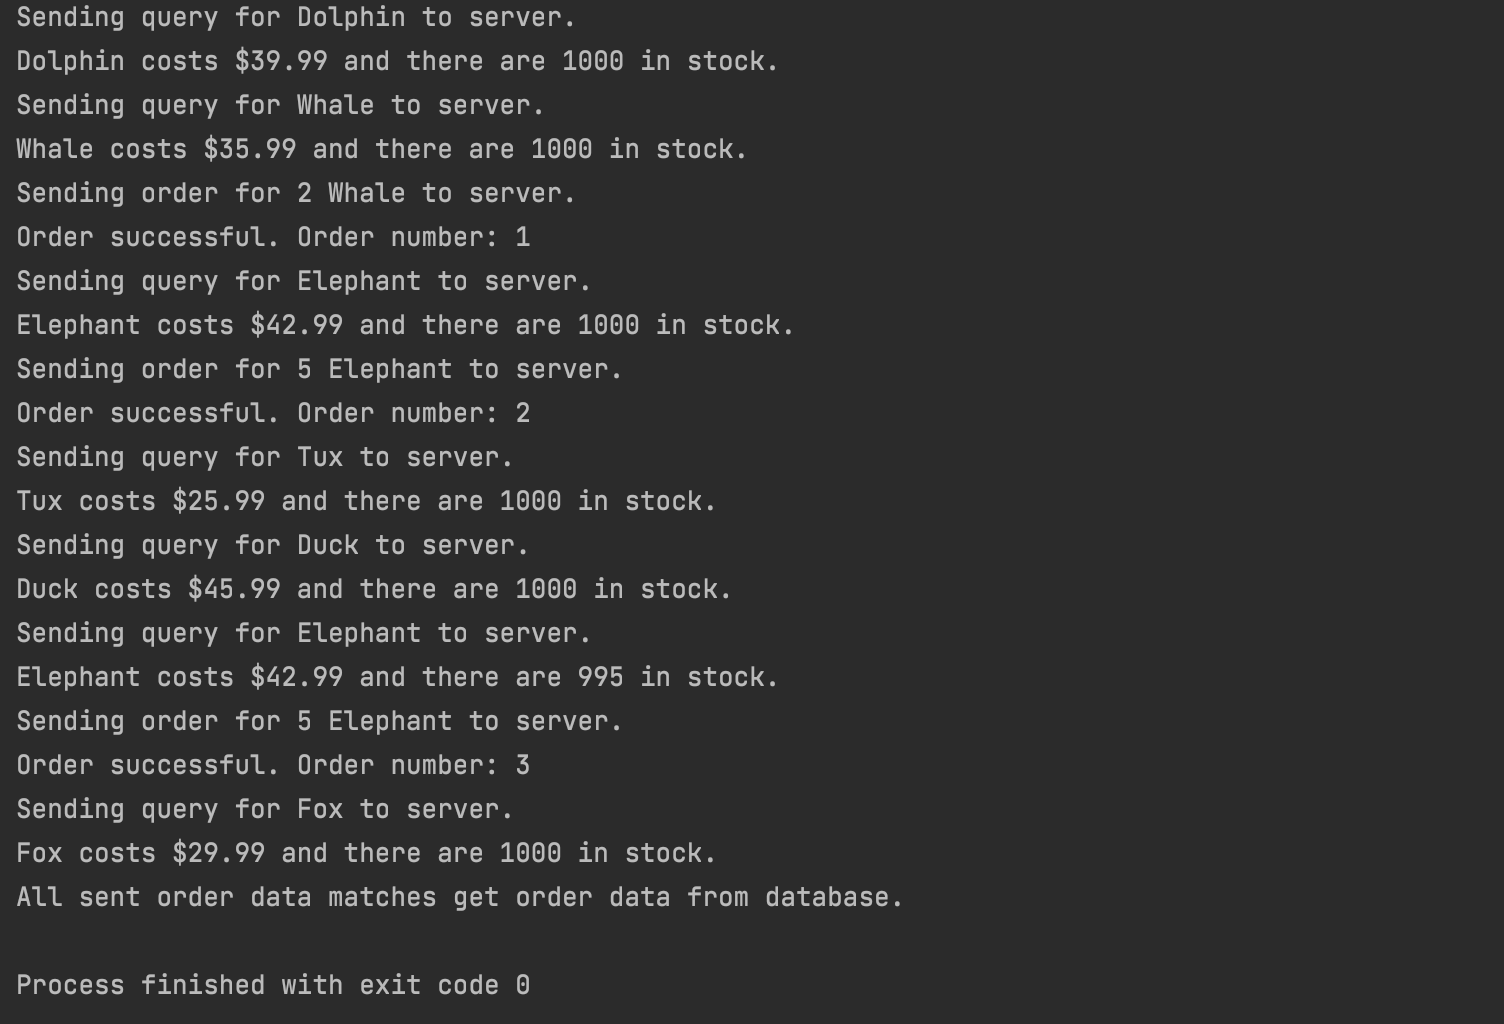 Sending query for Dolphin to server.
Dolphin costs $39.99 and there are 1000 in stock.
Sending query for Whale to server.
Whale costs $35.99 and there are 1000 in stock.
Sending order for 2 Whale to server.
Order successful. Order number: 1
Sending query for Elephant to server.
Elephant costs $42.99 and there are 1000 in stock.
Sending order for 5 Elephant to server.
Order successful. Order number: 2
Sending query for Tux to server.
Tux costs $25.99 and there are 1000 in stock.
Sending query for Duck to server.
Duck costs $45.99 and there are 1000 in stock.
Sending query for Elephant to server.
Elephant costs $42.99 and there are 995 in stock.
Sending order for 5 Elephant to server.
Order successful. Order number: 3
Sending query for Fox to server.
Fox costs $29.99 and there are 1000 in stock.
All sent order data matches get order data from database.
Process finished with exit code 0